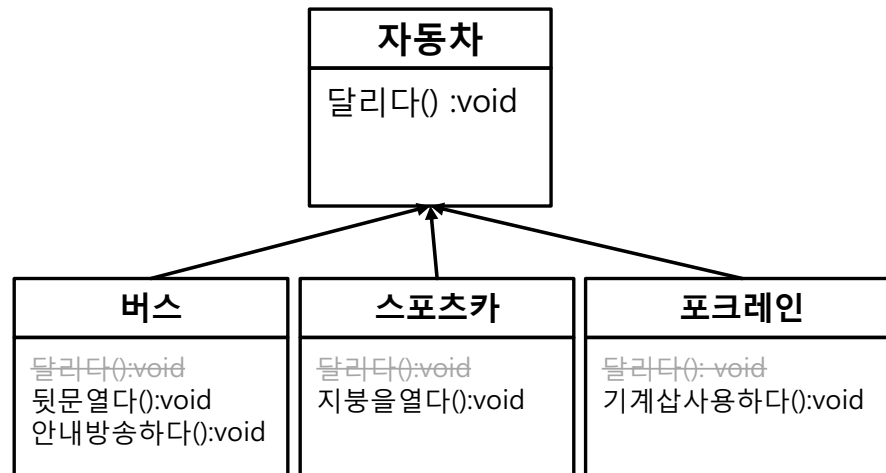 자동차
달리다() :void
버스
달리다():void
뒷문열다():void
안내방송하다():void
스포츠카
달리다():void
지붕을열다():void
포크레인
달리다(): void
기계삽사용하다():void